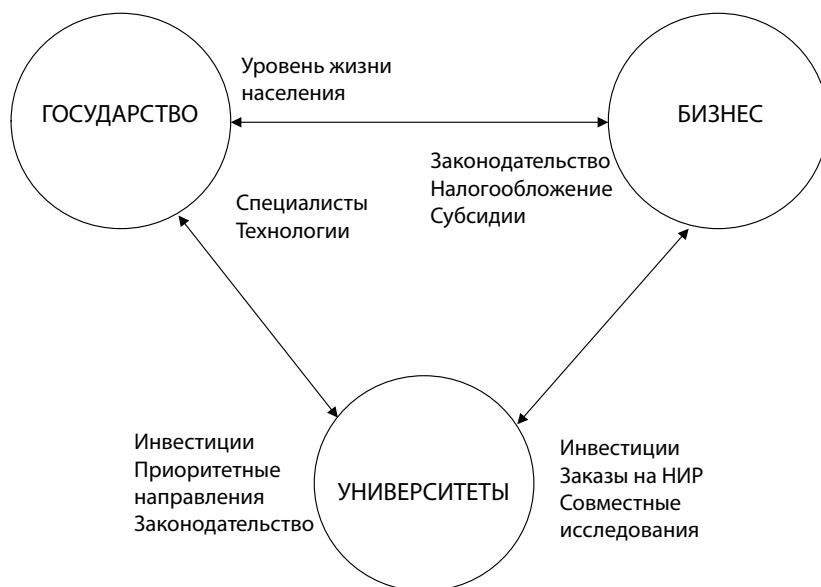 Уровень жизни
населения
ГОСУДАРСТВО
БИЗНЕС
Законодательство
Налогообложение
Субсидии
Специалисты
Технологии
Инвестиции
Приоритетные
направления
Законодательство
УНИВЕРСИТЕТЫ
Инвестиции
Заказы на НИР
Совместные
исследования